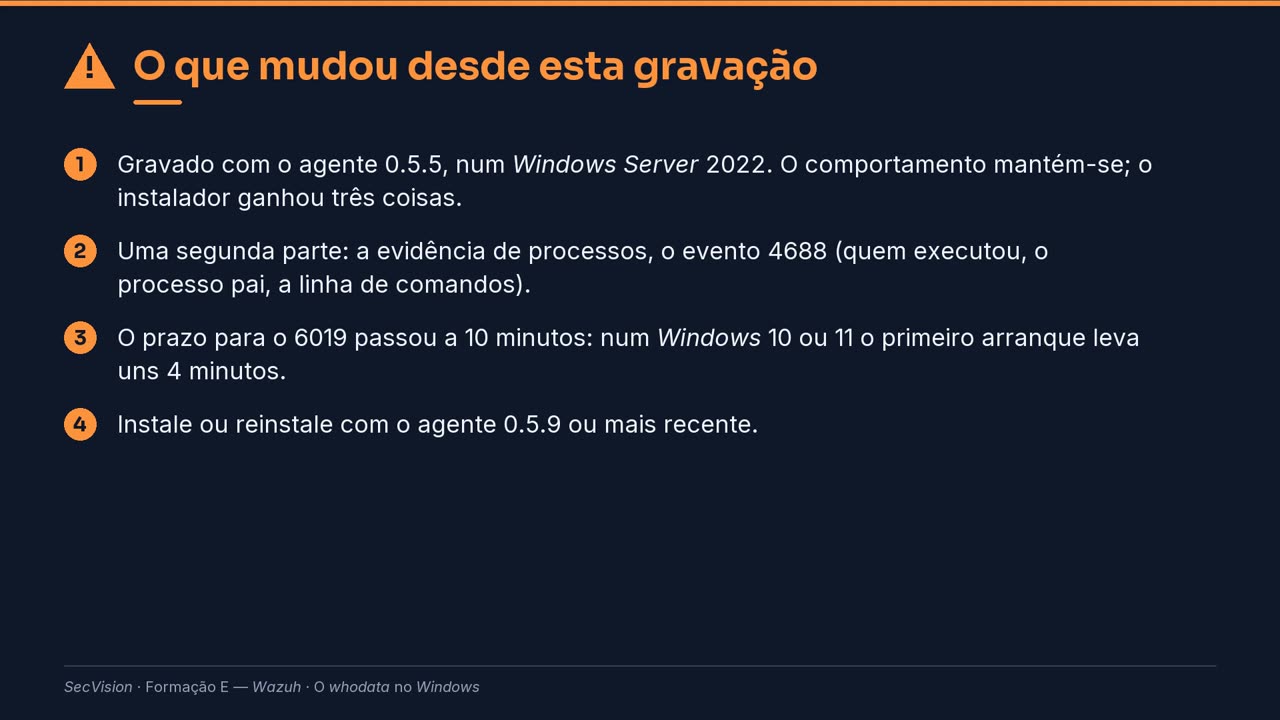 O que mudou desde esta gravação
1 Gravado com o agente 0.5.5, num Windows Server 2022. O comportamento mantém-se; o
instalador ganhou três coisas.
2 Uma segunda parte: a evidência de processos, o evento 4688 (quem executou, o
processo pai, a linha de comandos).
3 O prazo para o 6019 passou a 10 minutos: num Windows 10 ou 11 o primeiro arranque leva
uns 4 minutos.
4 Instale ou reinstale com o agente 0.5.9 ou mais recente.
SecVision · Formação E — Wazuh · O whodata no Windows